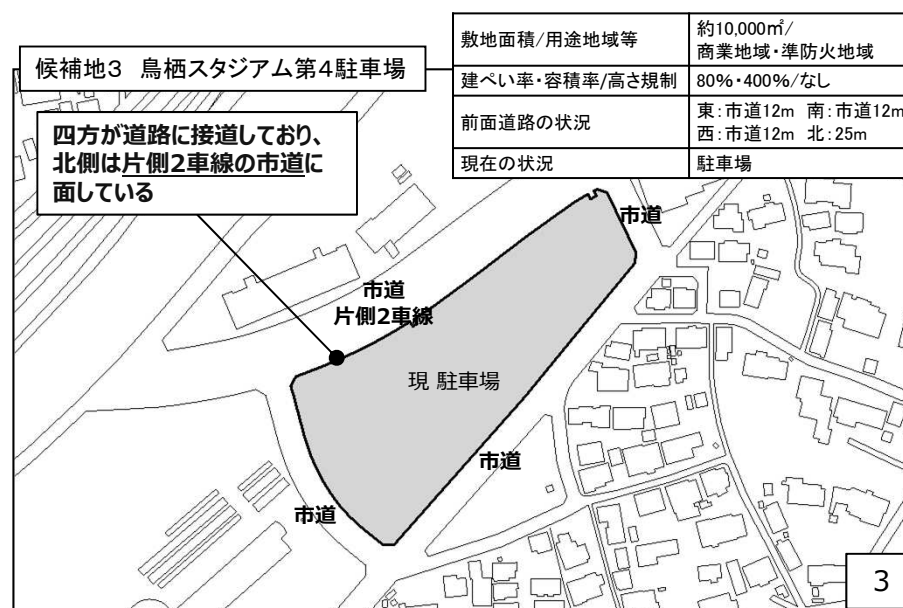 候補地3 鳥栖スタジアム第4駐車場
敷地面積/用途地域等
約10,000㎡/
商業地域・準防火地域
建ぺい率・容積率/高さ規制
80%・400%/なし
前面道路の状況
東:市道12m 南:市道12m
西:市道12m 北:25m
現在の状況
駐車場
四方が道路に接道しており、
北側は片側2車線の市道に
面している
市道
市道
片側2車線
現 駐車場
市道
市道
3